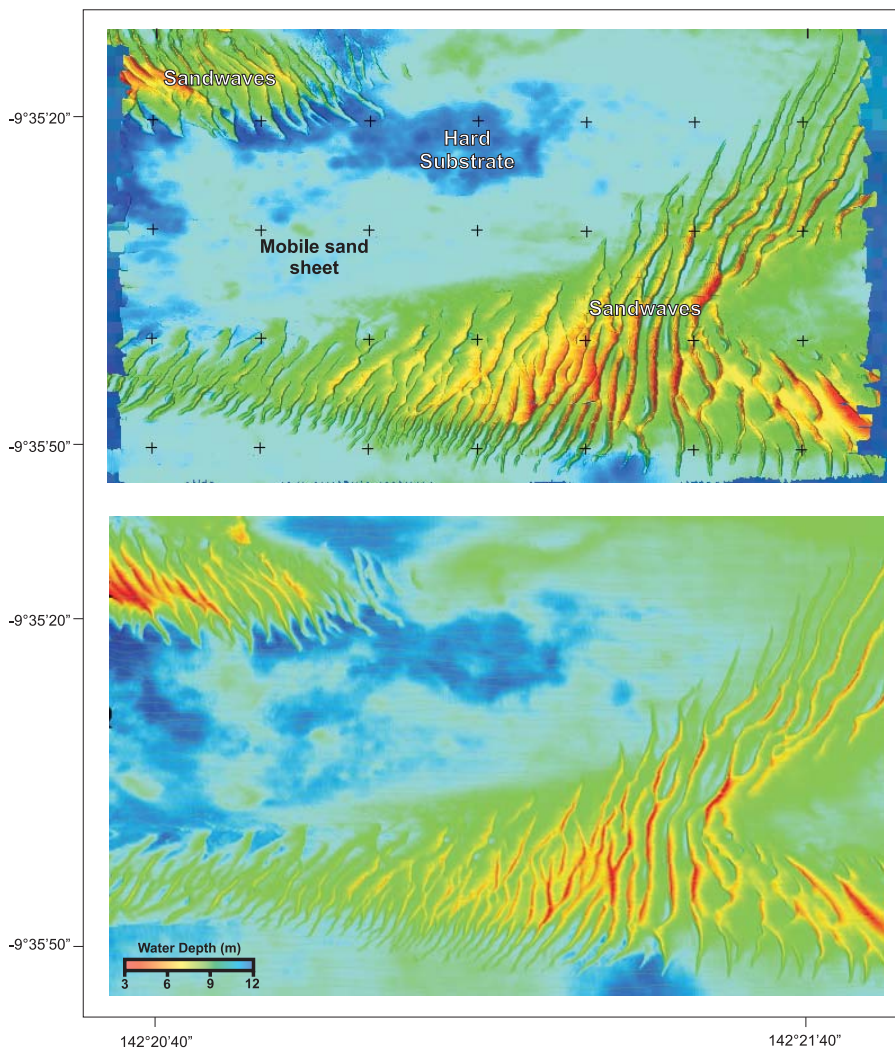 Sandwaves
-9°35'20"
Hard
Substrate
Mobile sand
sheet
Sandwaves
-9°35'50"
-9°35'20"
-9°35'50"
Water Depth (m)
3 6 9 12
142°20'40"
142°21'40"